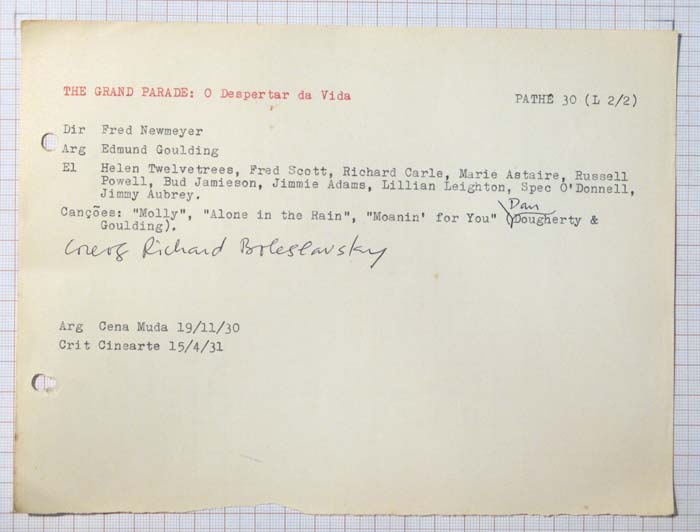 THE GRAND PARADE: O Despertar da Vida PATHÉ 30 (L 2/2)
Dir Fred Newmeyer
Arg Edmund Goulding
El Helen Twelvetrees, Fred Scott, Richard Carle, Marie Astaire, Russell
Powell, Bud Jamieson, Jimmie Adams, Lillian Leighton, Spec O'Donnell,
Jimmy Aubrey.
Dan
Canções: "Molly", "Alone in the Rain", "Moanin' for You" (Dougherty &
Goulding).
Coreog Richard Boleslavsky
Arg Cena Muda 19/11/30
Crit Cinearte 15/4/31